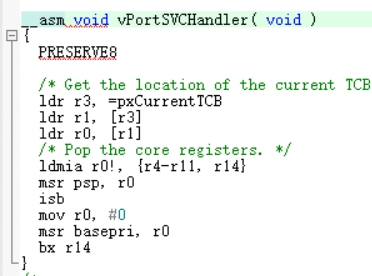 __asm void vPortSVCHandler( void )
{
PRESERVE8
/* Get the location of the current TCB
ldr r3, =pxCurrentTCB
ldr r1, [r3]
ldr r0, [r1]
/* Pop the core registers. */
ldmia r0!, {r4-r11, r14}
msr psp, r0
isb
mov r0, #0
msr basepri, r0
bx r14
}